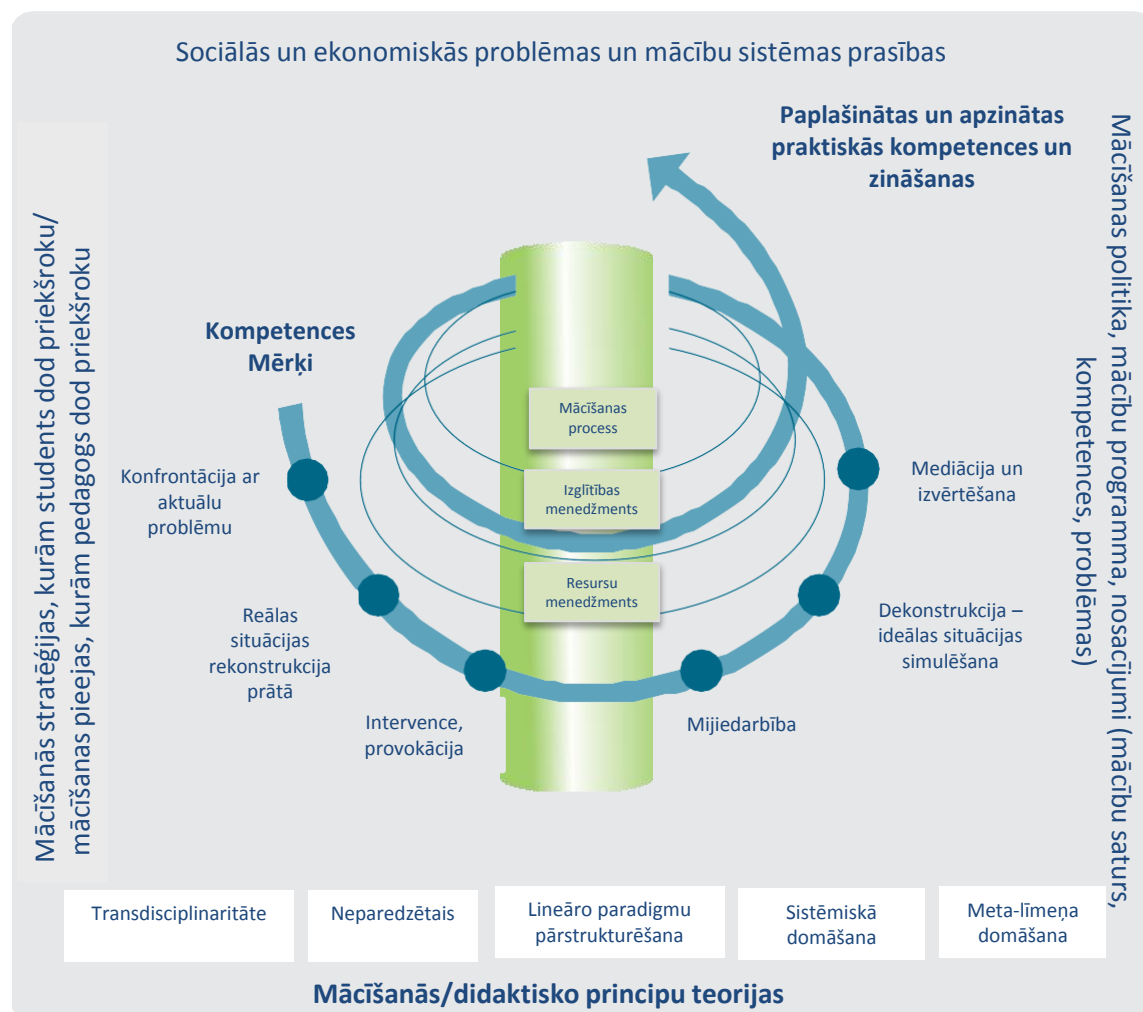 Sociālās un ekonomiskās problēmas un mācību sistēmas prasības
Paplašinātas un apzinātas
praktiskās kompetences un
zināšanas
Mācīšanās stratēģijas, kurām students dod priekšroku/
mācīšanas pieejas, kurām pedagogs dod priekšroku
Mācīšanas politika, mācību programma, nosacījumi (mācību saturs,
kompetences, problēmas)
Kompetences
Mērķi
Mācīšanas
process
Izglītības
menedžments
Resursu
menedžments
Konfrontācija ar
aktuālu
problēmu
Reālas
situācijas
rekonstrukcija
prātā
Intervence,
provokācija
Mijiedarbība
Dekonstrukcija –
ideālas situācijas
simulēšana
Mediācija un
izvērtēšana
Transdisciplinaritāte
Neparedzētais
Lineāro paradigmu
pārstrukturēšana
Sistēmiskā
domāšana
Meta-līmeņa
domāšana
Mācīšanās/didaktisko principu teorijas